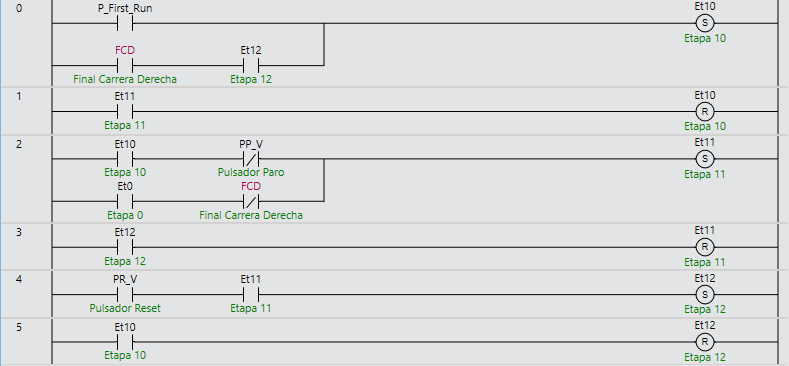 0
P_First_Run
Et10
S
Etapa 10
FCD
Et12
Final Carrera Derecha
Etapa 12
1
Et11
Et10
R
Etapa 11
Etapa 10
2
Et10
PP_V
Et11
S
Etapa 10
Pulsador Paro
Etapa 11
Et0
FCD
Etapa 0
Final Carrera Derecha
3
Et12
Et11
R
Etapa 12
Etapa 11
4
PR_V
Et11
Et12
S
Pulsador Reset
Etapa 11
Etapa 12
5
Et10
Et12
R
Etapa 10
Etapa 12